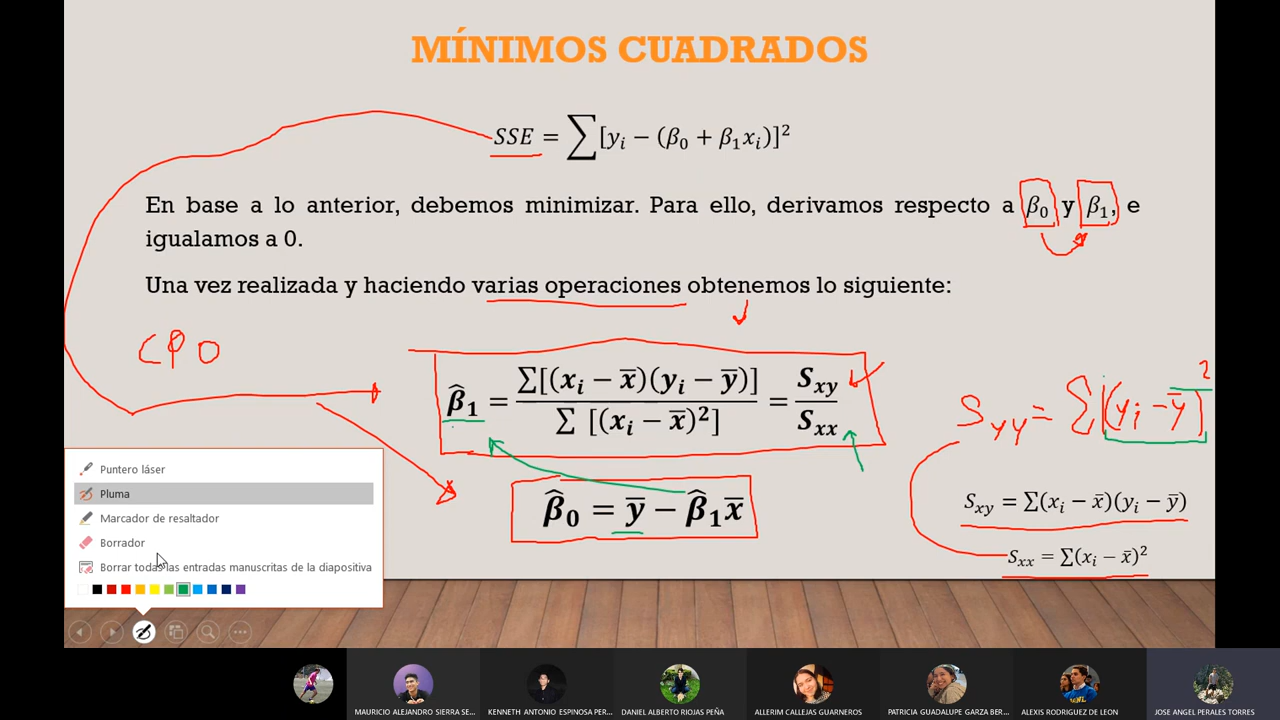 MÍNIMOS CUADRADOS
SSE = ∑[yᵢ − (β₀ + β₁xᵢ)]²
En base a lo anterior, debemos minimizar. Para ello, derivamos respecto a β₀ y β₁, e
igualamos a 0.
Una vez realizada y haciendo varias operaciones obtenemos lo siguiente:
CPO
β̂₁ = ∑[(xᵢ − x̅)(yᵢ − y̅)] / ∑ [(xᵢ − x̅)²] = Sxy / Sxx
Syy = ∑[(yᵢ − y̅)]²
β̂₀ = y̅ − β̂₁x̅
Sxy = ∑(xᵢ − x̅)(yᵢ − y̅)
Sxx = ∑(xᵢ − x̅)²
Puntero láser
Pluma
Marcador de resaltador
Borrador
Borrar todas las entradas manuscritas de la diapositiva
MAURICIO ALEJANDRO SIERRA SE...
KENNETH ANTONIO ESPINOSA PER...
DANIEL ALBERTO RIOJAS PEÑA
ALLERIM CALLEJAS GUARNEROS
PATRICIA GUADALUPE GARZA BER...
ALEXIS RODRIGUEZ DE LEON
JOSE ANGEL PERALES TORRES